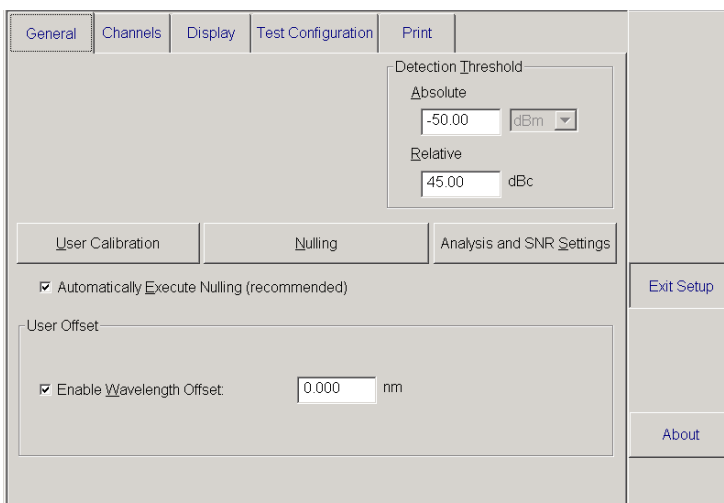 General Channels Display Test Configuration Print
Detection Threshold
Absolute
-50.00 dBm
Relative
45.00 dBc
User Calibration Nulling Analysis and SNR Settings
Automatically Execute Nulling (recommended)
Exit Setup
User Offset
Enable Wavelength Offset: 0.000 nm
About